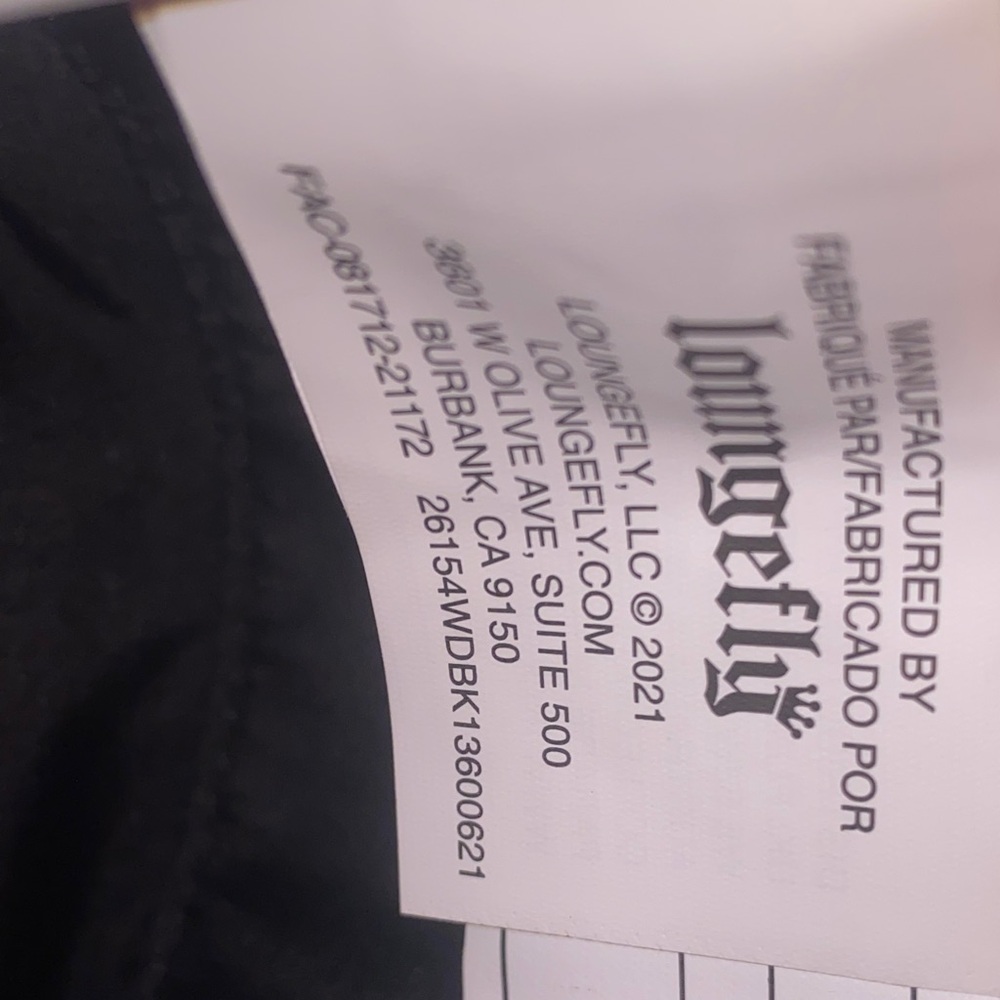 MANUFACTURED BY
FABRIQUÉ PAR/FABRICADO POR
loungefly
LOUNGEFLY, LLC © 2021
LOUNGEFLY.COM
3601 W OLIVE AVE, SUITE 500
BURBANK, CA 9150
FAC-081712-21172 26154WDBK13600621